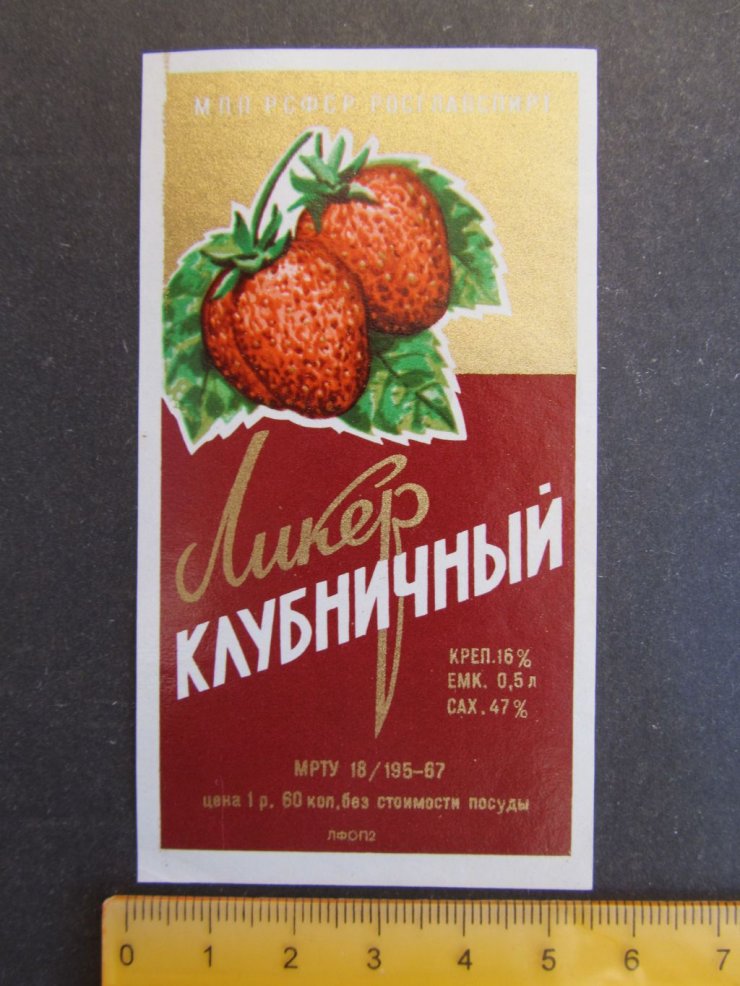 МПП РСФСР РОСГЛАВСПИРТ
Ликер
КЛУБНИЧНЫЙ
КРЕП.16%
ЕМК. 0,5 л
САХ. 47%
МРТУ 18/195-67
цена 1 р. 60 коп,без стоимости посуды
ЛФОП2
0 1 2 3 4 5 6 7